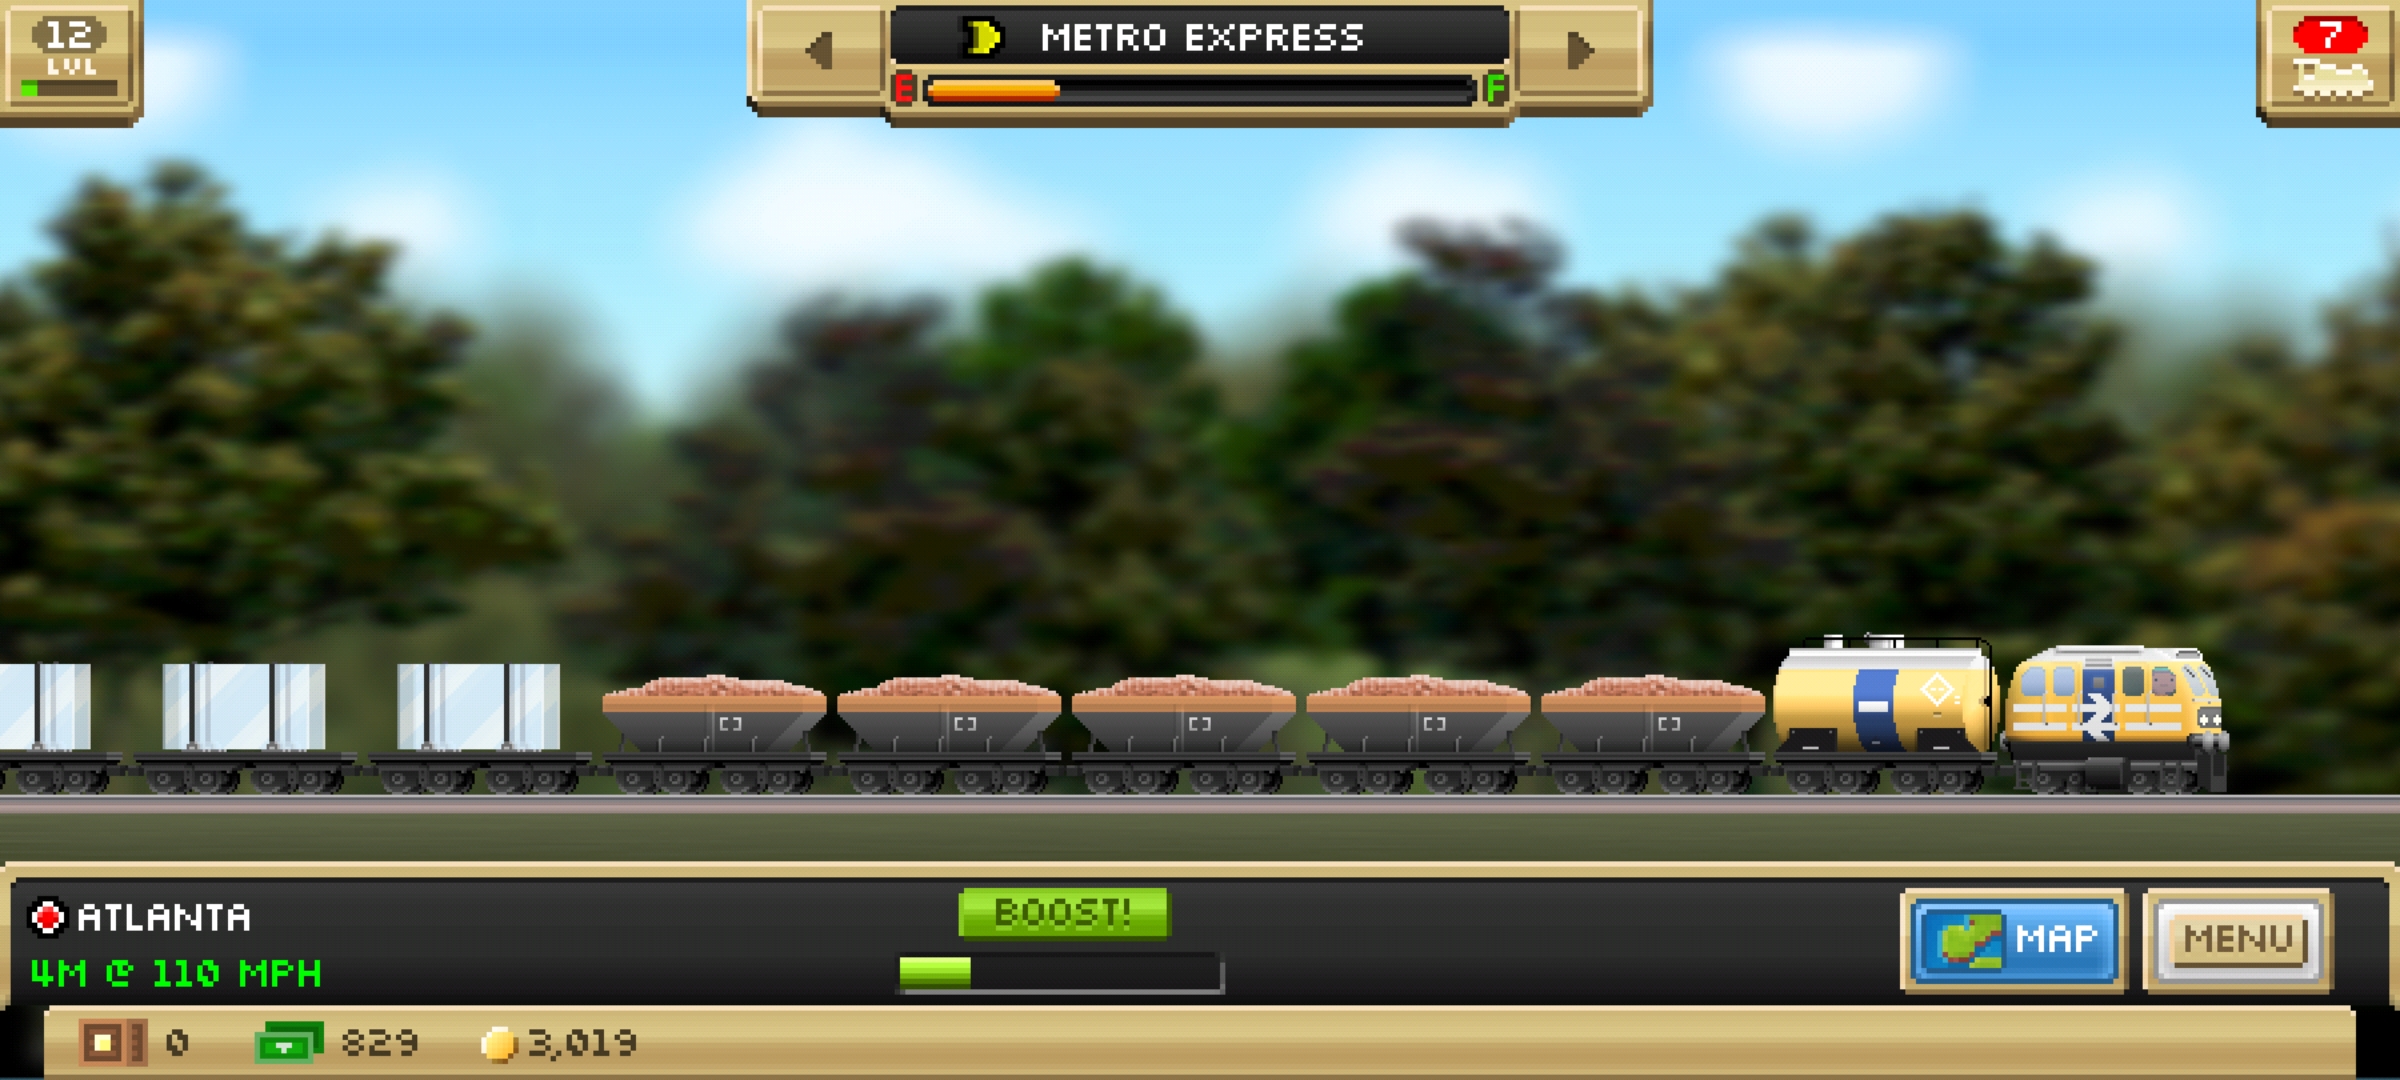 12
LVL
METRO EXPRESS
E F
7
ATLANTA
4M @ 110 MPH
BOOST!
MAP
MENU
0
829
3,019